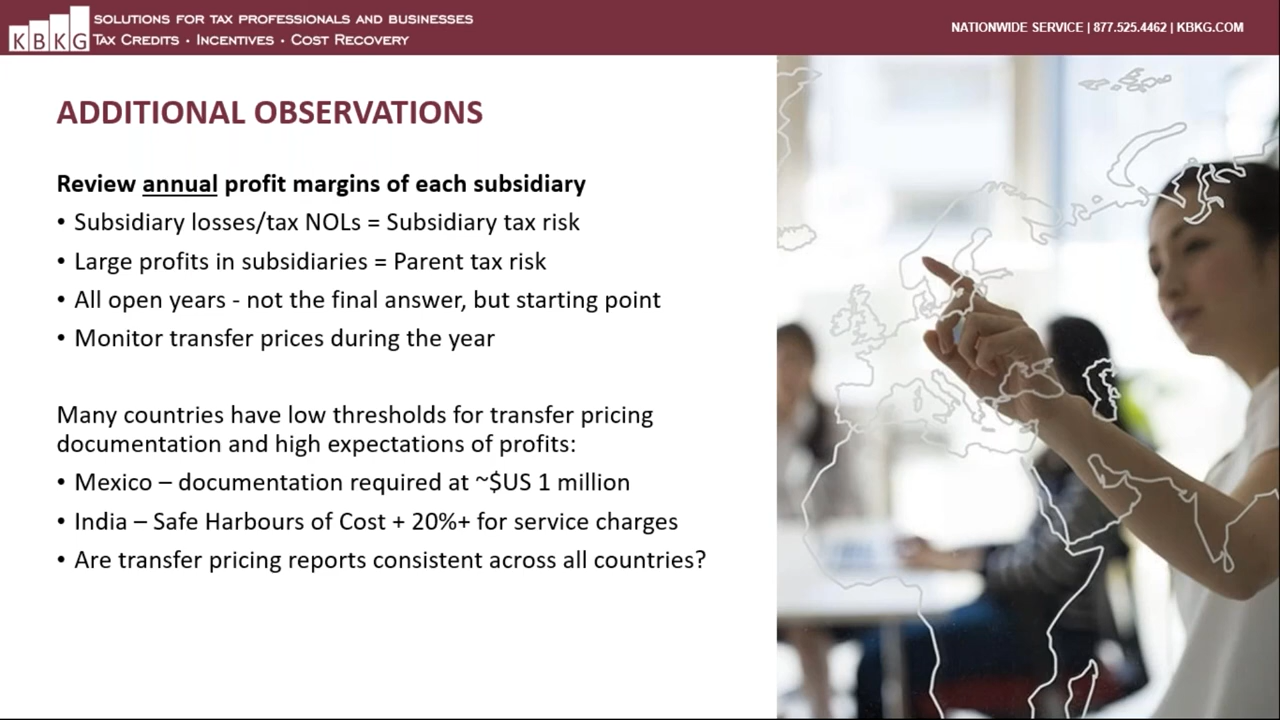 KBKG
SOLUTIONS FOR TAX PROFESSIONALS AND BUSINESSES
TAX CREDITS · INCENTIVES · COST RECOVERY
NATIONWIDE SERVICE | 877.525.4462 | KBKG.COM
ADDITIONAL OBSERVATIONS
Review annual profit margins of each subsidiary
• Subsidiary losses/tax NOLs = Subsidiary tax risk
• Large profits in subsidiaries = Parent tax risk
• All open years - not the final answer, but starting point
• Monitor transfer prices during the year
Many countries have low thresholds for transfer pricing
documentation and high expectations of profits:
• Mexico – documentation required at ~$US 1 million
• India – Safe Harbours of Cost + 20%+ for service charges
• Are transfer pricing reports consistent across all countries?